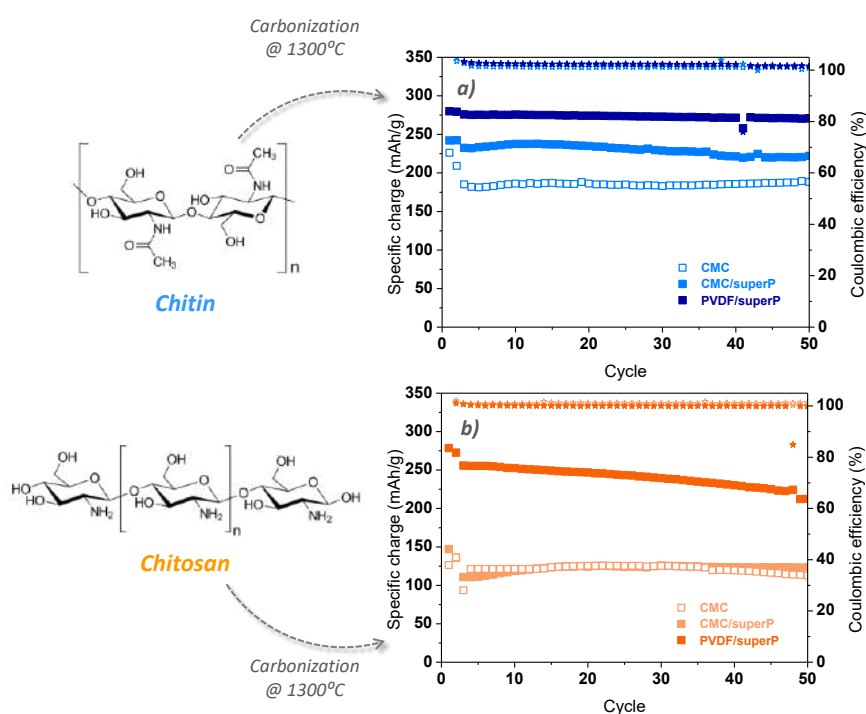 Carbonization
@ 1300°C
OH
O
HO
NH
O
CH3
O
CH3
O
HO
NH
O
O
OH
n
Chitin
a)
Specific charge (mAh/g)
350
300
250
200
150
100
50
0
0
10
20
30
40
50
Cycle
100
80
60
40
20
0
Coulombic efficiency (%)
CMC
CMC/superP
PVDF/superP
OH
HO
HO
O
NH2
O
OH
HO
O
NH2
n
O
OH
HO
O
OH
NH2
Chitosan
b)
Specific charge (mAh/g)
350
300
250
200
150
100
50
0
0
10
20
30
40
50
Cycle
100
80
60
40
20
0
Coulombic efficiency (%)
CMC
CMC/superP
PVDF/superP
Carbonization
@ 1300°C